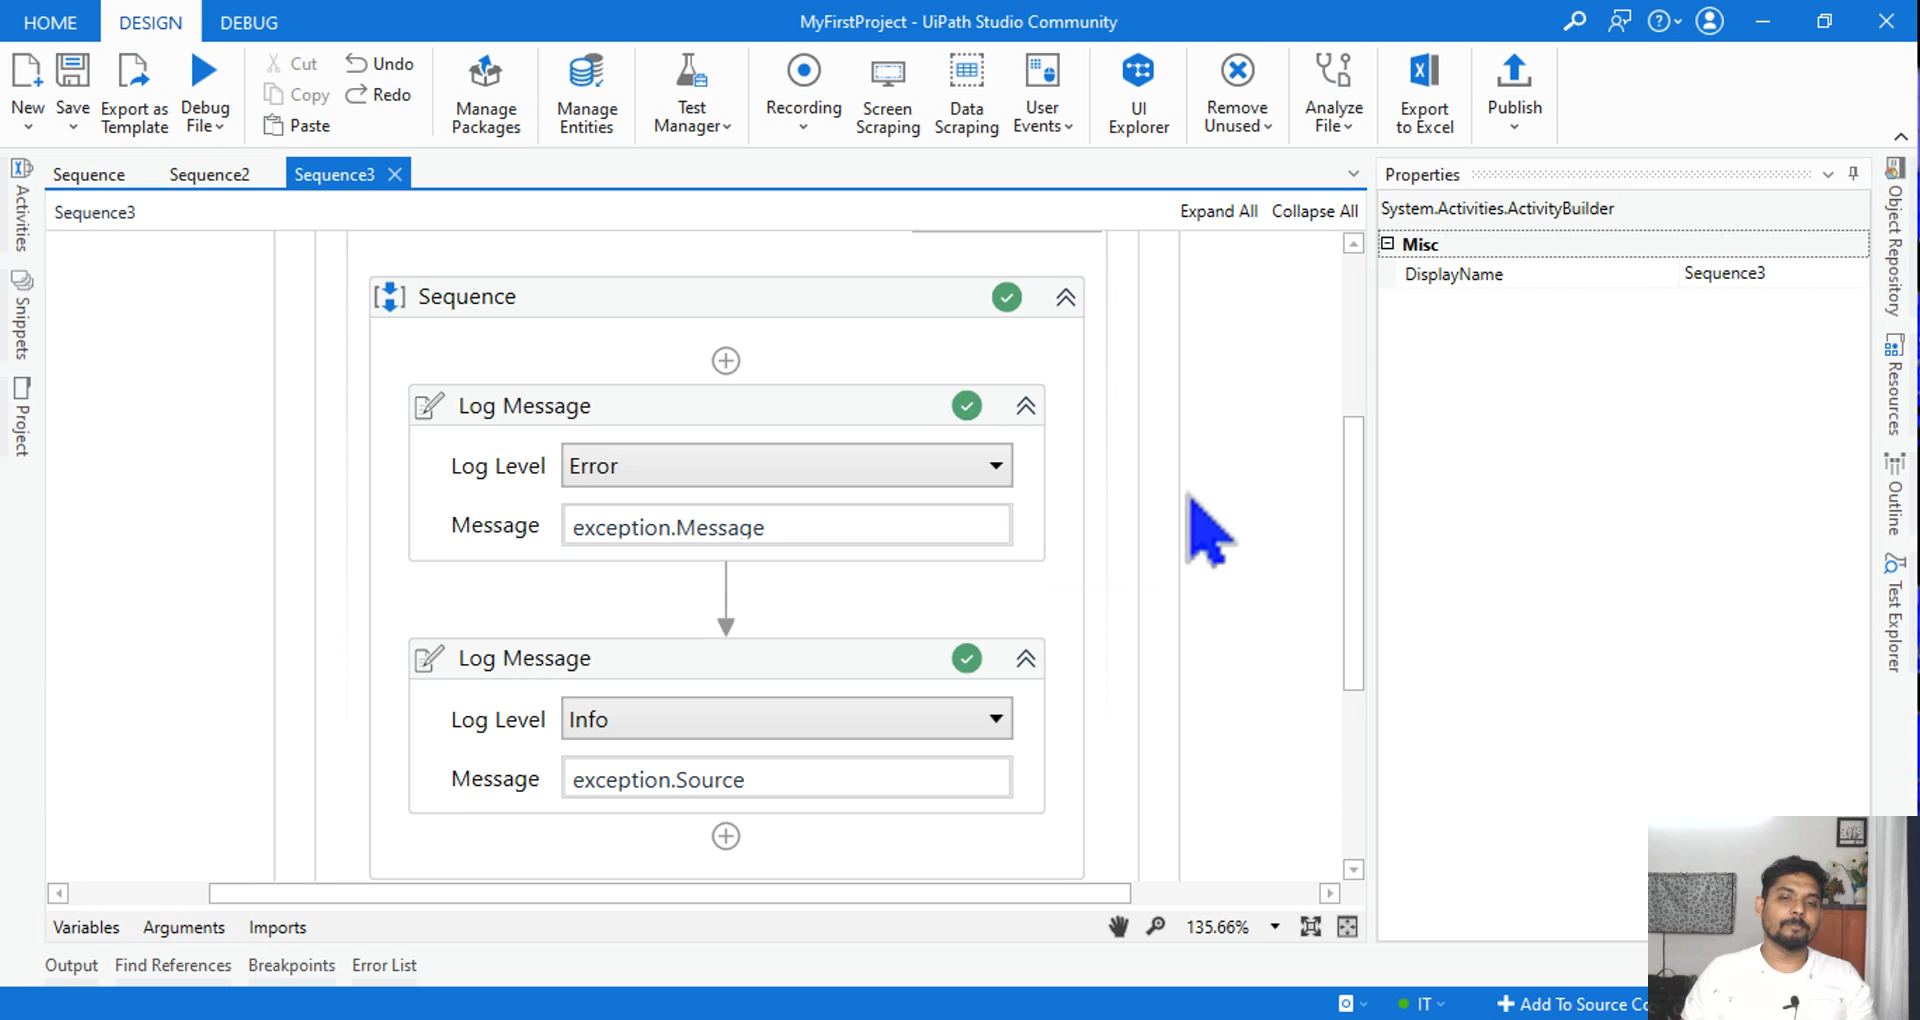 HOME DESIGN DEBUG MyFirstProject - UiPath Studio Community
New Save Export as Template Debug File
Cut Undo
Copy Redo
Paste
Manage Packages
Manage Entities
Test Manager
Recording
Screen Scraping
Data Scraping
User Events
UI Explorer
Remove Unused
Analyze File
Export to Excel
Publish
Sequence Sequence2 Sequence3
Sequence3 Expand All Collapse All
Activities
Snippets
Project
Sequence
Log Message
Log Level Error
Message exception.Message
Log Message
Log Level Info
Message exception.Source
Variables Arguments Imports 135.66%
Output Find References Breakpoints Error List
Properties
System.Activities.ActivityBuilder
Misc
DisplayName Sequence3
Object Repository
Resources
Outline
Test Explorer
IT Add To Source